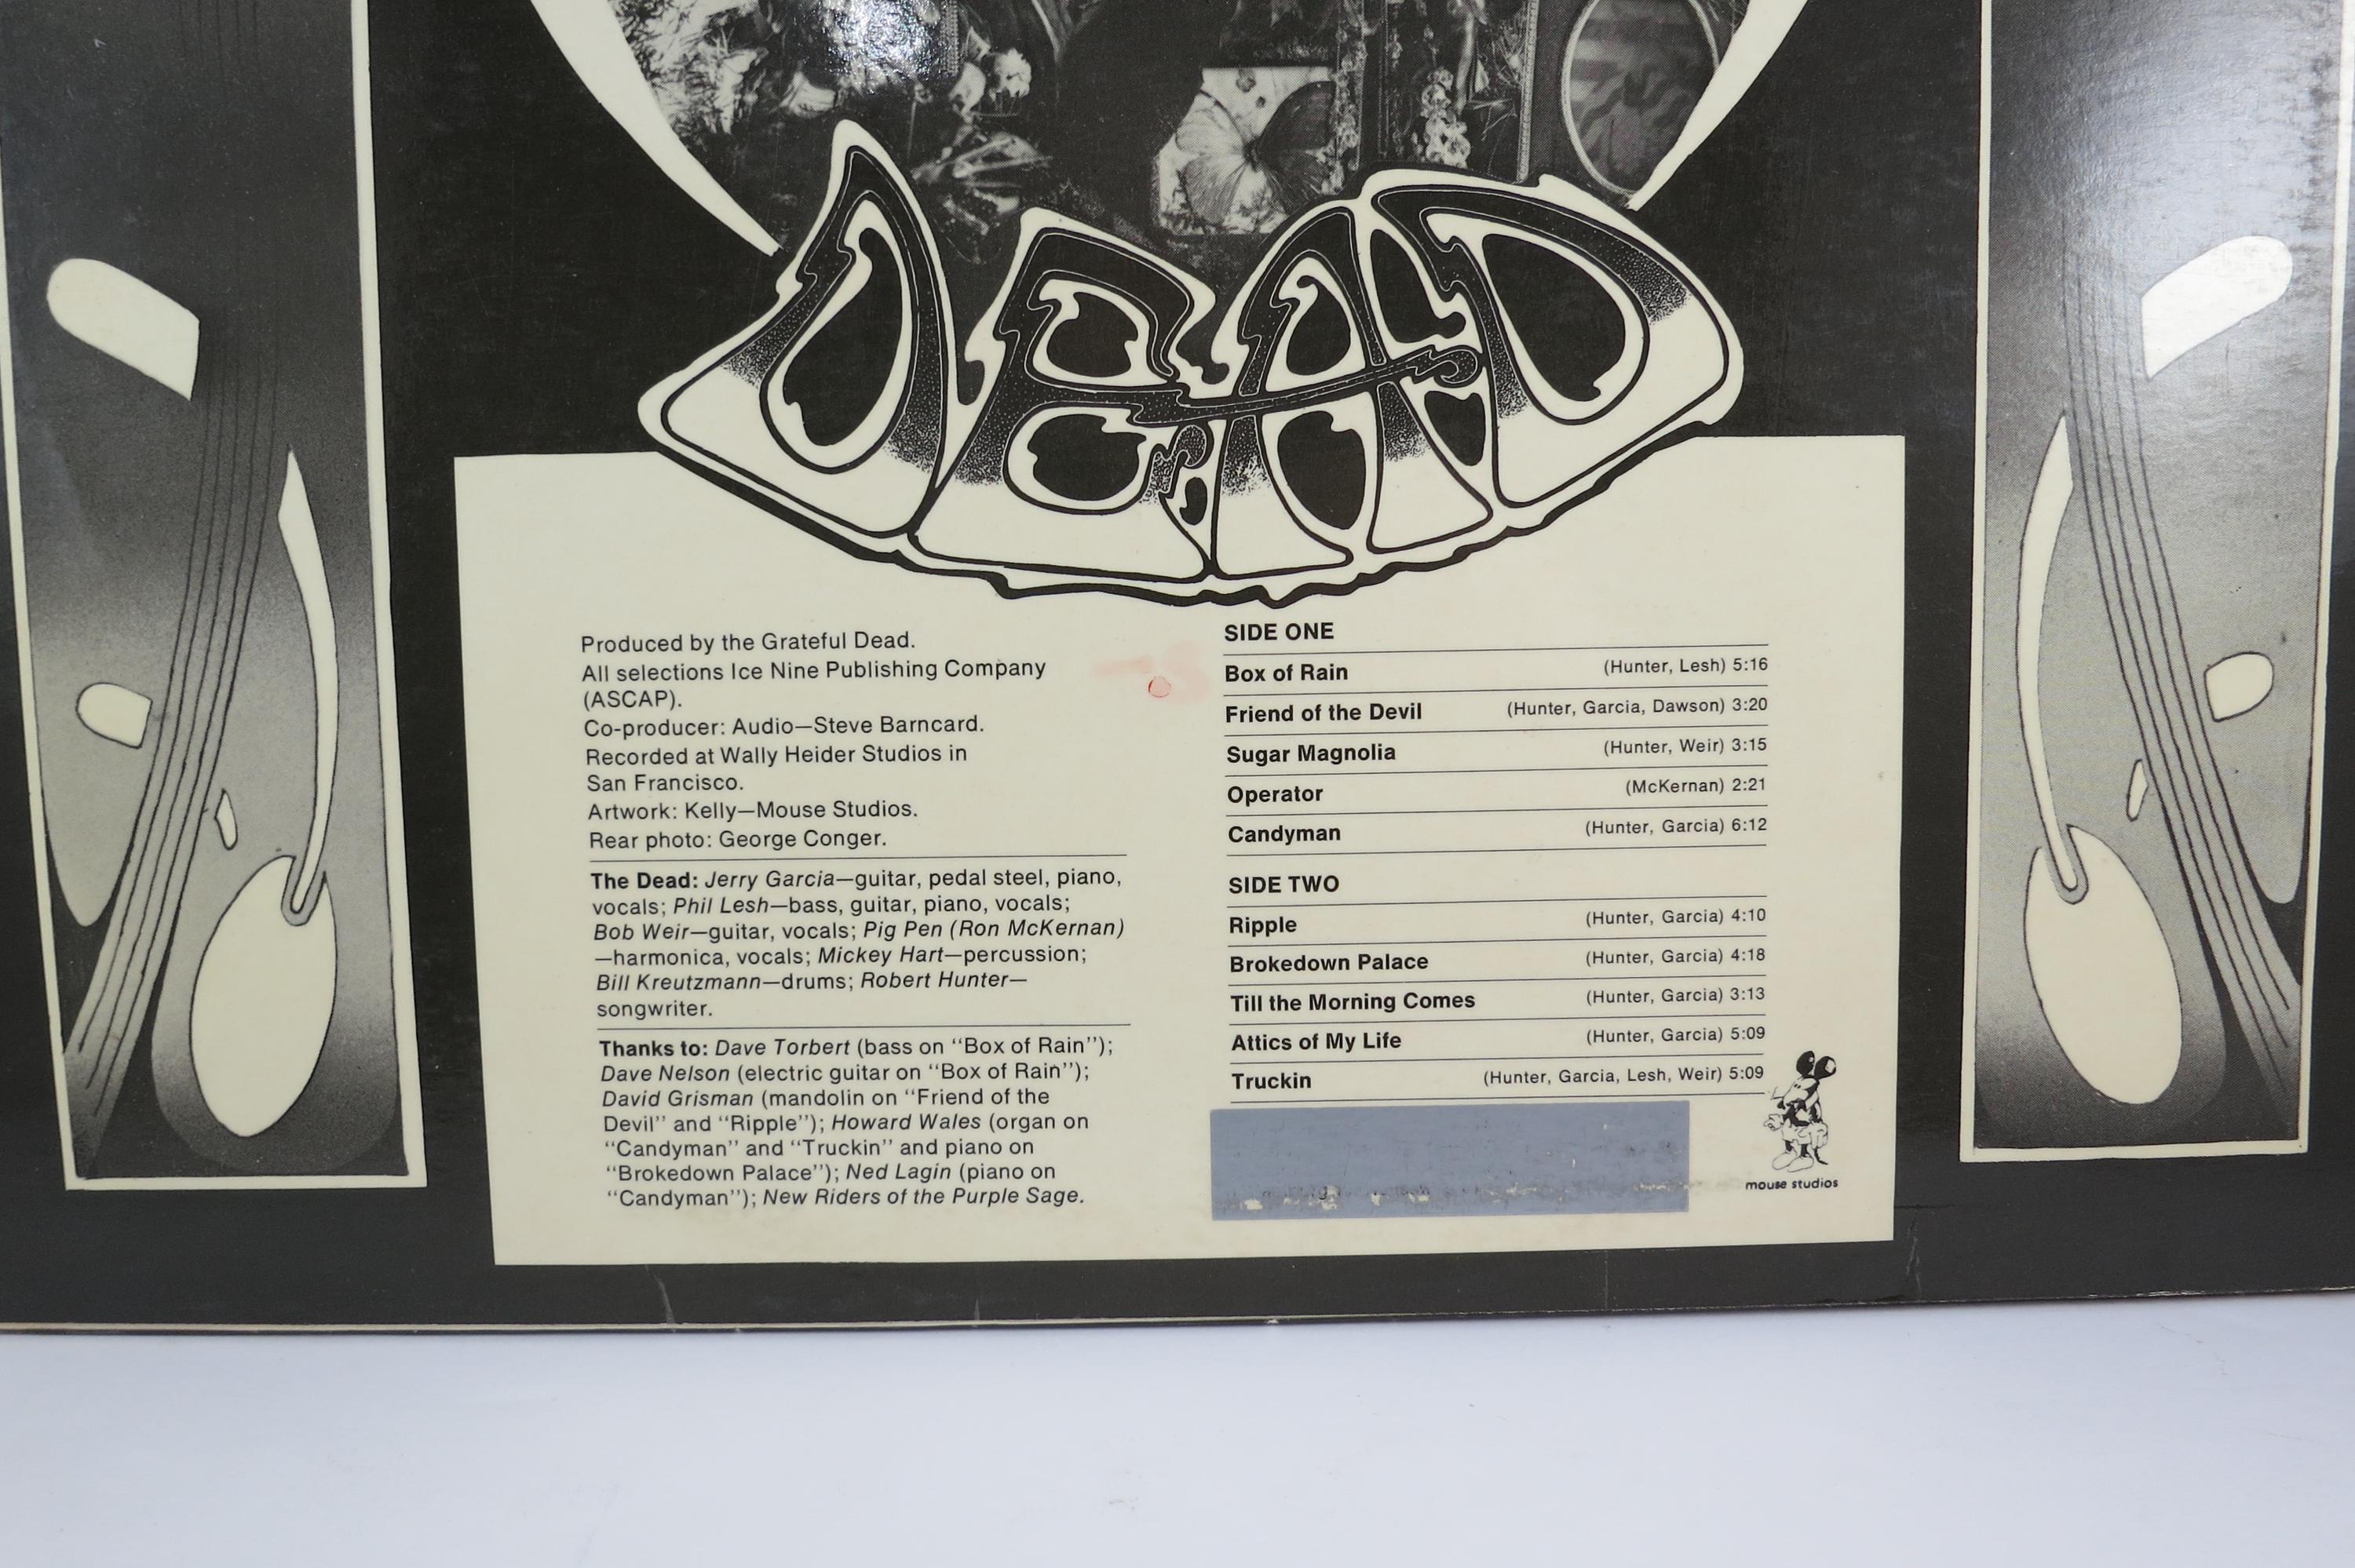 DEAD
Produced by the Grateful Dead.
All selections Ice Nine Publishing Company
(ASCAP).
Co-producer: Audio—Steve Barncard.
Recorded at Wally Heider Studios in
San Francisco.
Artwork: Kelly—Mouse Studios.
Rear photo: George Conger.
The Dead: Jerry Garcia—guitar, pedal steel, piano,
vocals; Phil Lesh—bass, guitar, piano, vocals;
Bob Weir—guitar, vocals; Pig Pen (Ron McKernan)
—harmonica, vocals; Mickey Hart—percussion;
Bill Kreutzmann—drums; Robert Hunter—
songwriter.
Thanks to: Dave Torbert (bass on “Box of Rain”);
Dave Nelson (electric guitar on “Box of Rain”);
David Grisman (mandolin on “Friend of the
Devil” and “Ripple”); Howard Wales (organ on
“Candyman” and “Truckin” and piano on
“Brokedown Palace”); Ned Lagin (piano on
“Candyman”); New Riders of the Purple Sage.
SIDE ONE
Box of Rain (Hunter, Lesh) 5:16
Friend of the Devil (Hunter, Garcia, Dawson) 3:20
Sugar Magnolia (Hunter, Weir) 3:15
Operator (McKernan) 2:21
Candyman (Hunter, Garcia) 6:12
SIDE TWO
Ripple (Hunter, Garcia) 4:10
Brokedown Palace (Hunter, Garcia) 4:18
Till the Morning Comes (Hunter, Garcia) 3:13
Attics of My Life (Hunter, Garcia) 5:09
Truckin (Hunter, Garcia, Lesh, Weir) 5:09
mouse studios